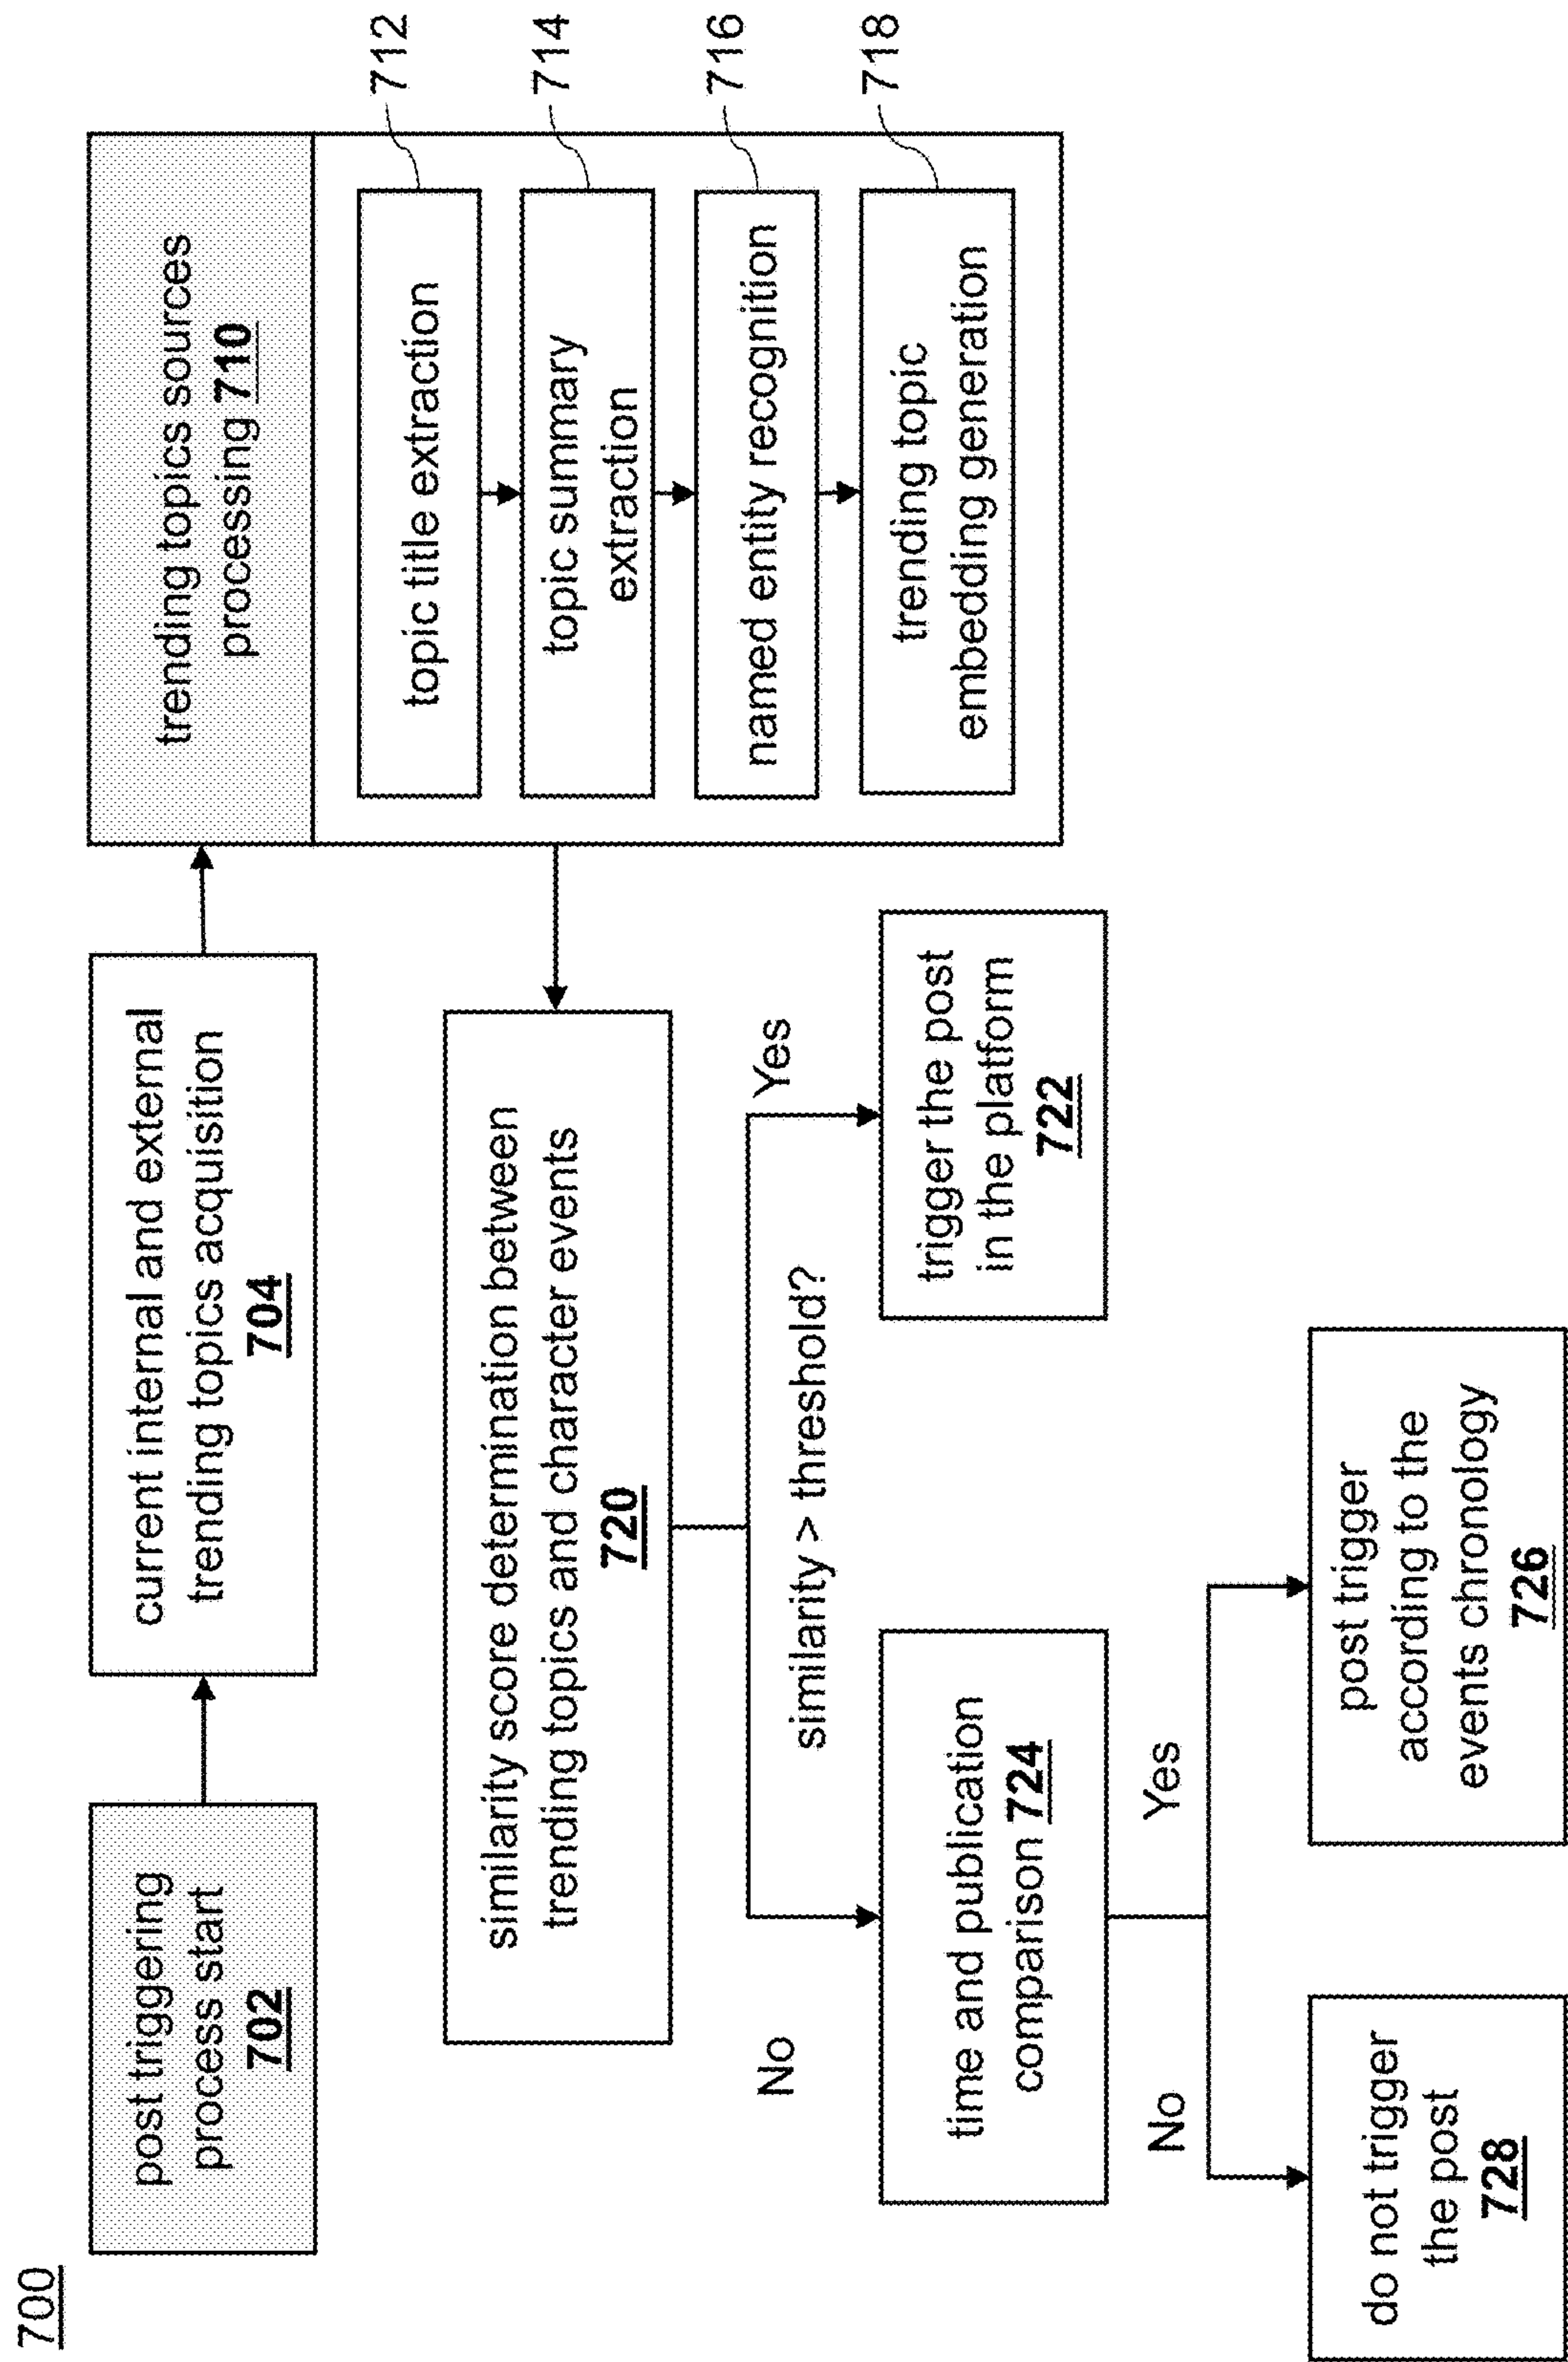 700
post triggering
process start
702
current internal and external
trending topics acquisition
704
trending topics sources
processing 710
topic title extraction
712
topic summary
extraction
714
named entity recognition
716
trending topic
embedding generation
718
similarity score determination between
trending topics and character events
720
No
similarity > threshold?
Yes
time and publication
comparison 724
trigger the post
in the platform
722
No
Yes
do not trigger
the post
728
post trigger
according to the
events chronology
726